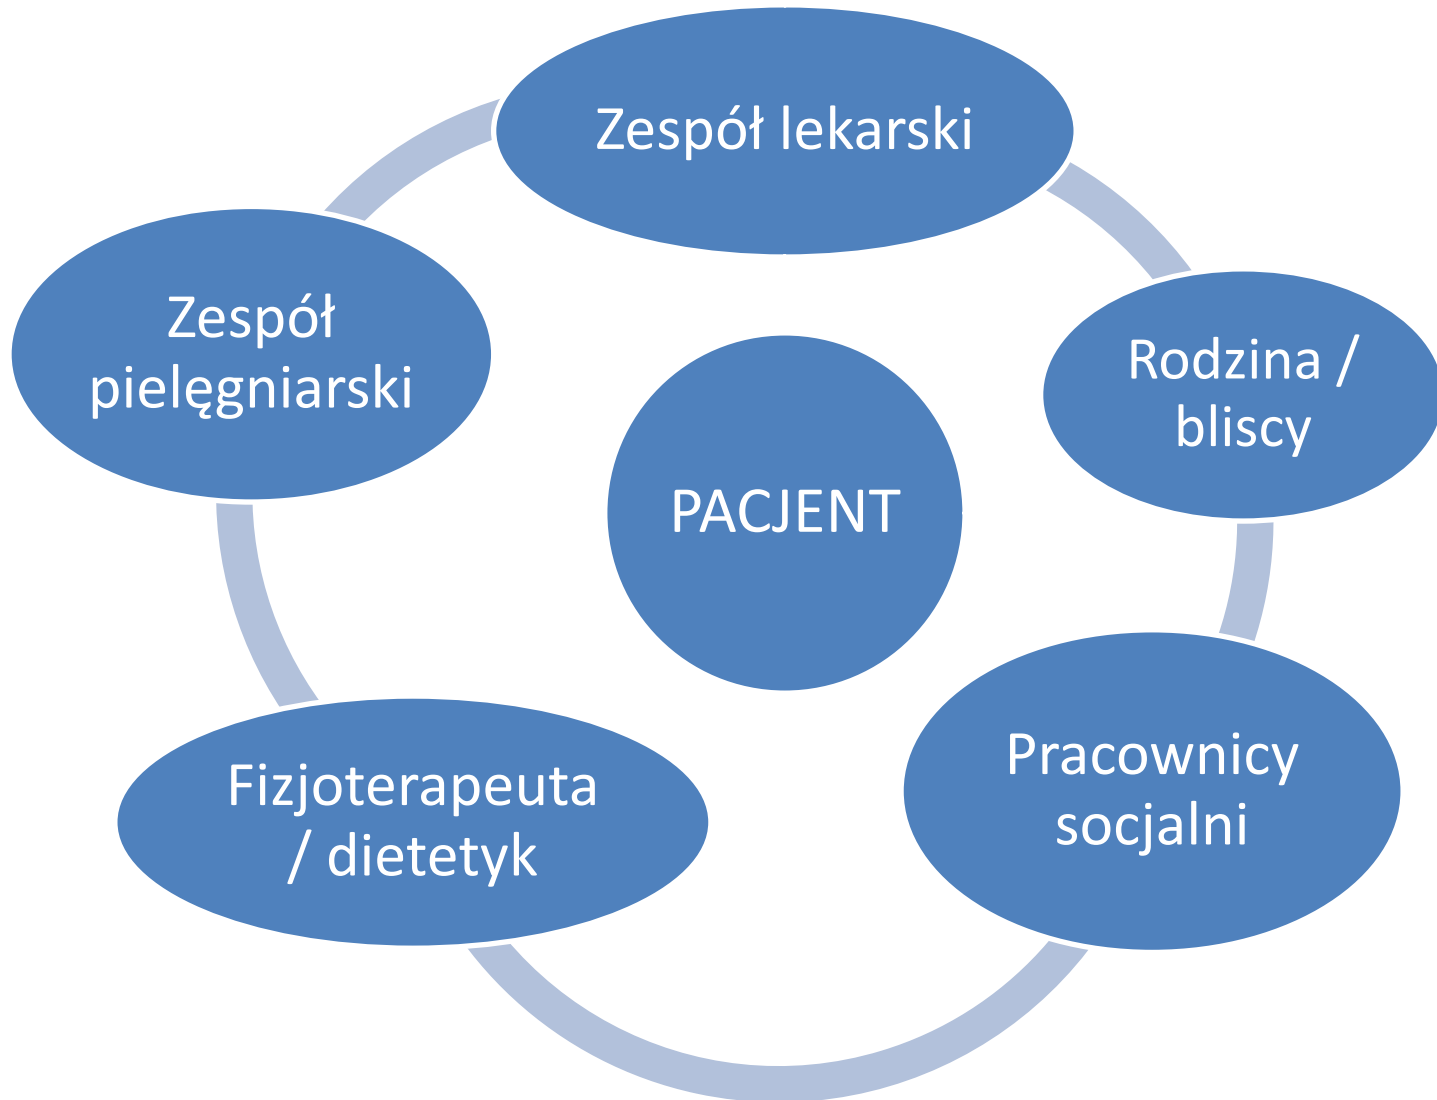 Zespół lekarski
Zespół
pielęgniarski
Rodzina /
bliscy
PACJENT
Pracownicy
socjalni
Fizjoterapeuta
/ dietetyk